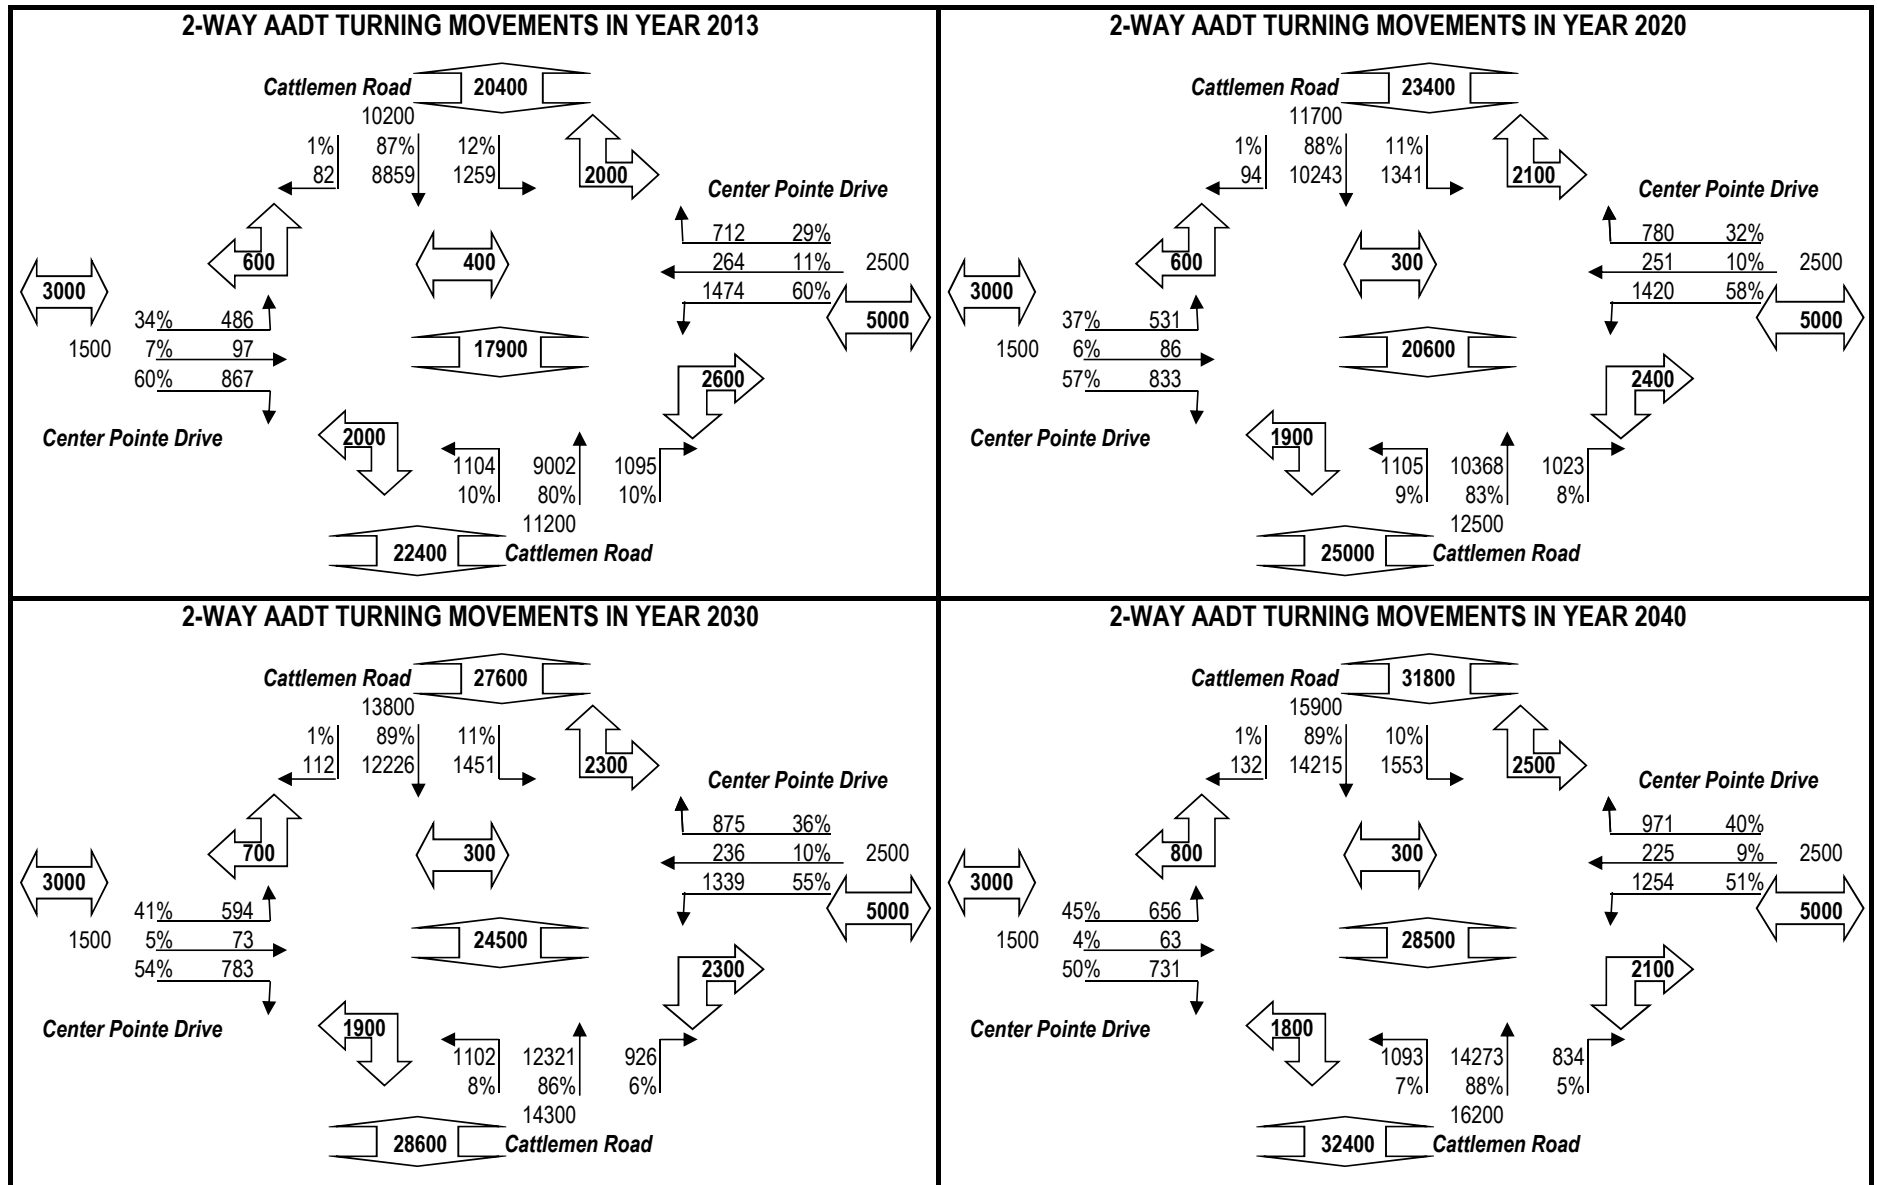 2-WAY AADT TURNING MOVEMENTS IN YEAR 2013
Cattlemen Road 20400
10200
1% 87% 12%
82 8859 1259 2000
Center Pointe Drive
712 29%
600 400 264 11% 2500
3000 1474 60%
34% 486 5000
1500 7% 97 17900
60% 867 2600
Center Pointe Drive 2000
1104 9002 1095
10% 80% 10%
11200
22400 Cattlemen Road
2-WAY AADT TURNING MOVEMENTS IN YEAR 2020
Cattlemen Road 23400
11700
1% 88% 11%
94 10243 1341 2100
Center Pointe Drive
780 32%
600 300 251 10% 2500
3000 1420 58%
37% 531 5000
1500 6% 86 20600
57% 833 2400
Center Pointe Drive 1900
1105 10368 1023
9% 83% 8%
12500
25000 Cattlemen Road
2-WAY AADT TURNING MOVEMENTS IN YEAR 2030
Cattlemen Road 27600
13800
1% 89% 11%
112 12226 1451 2300
Center Pointe Drive
875 36%
700 300 236 10% 2500
3000 1339 55%
41% 594 5000
1500 5% 73 24500
54% 783 2300
Center Pointe Drive 1900
1102 12321 926
8% 86% 6%
14300
28600 Cattlemen Road
2-WAY AADT TURNING MOVEMENTS IN YEAR 2040
Cattlemen Road 31800
15900
1% 89% 10%
132 14215 1553 2500
Center Pointe Drive
971 40%
800 300 225 9% 2500
3000 1254 51%
45% 656 5000
1500 4% 63 28500
50% 731 2100
Center Pointe Drive 1800
1093 14273 834
7% 88% 5%
16200
32400 Cattlemen Road